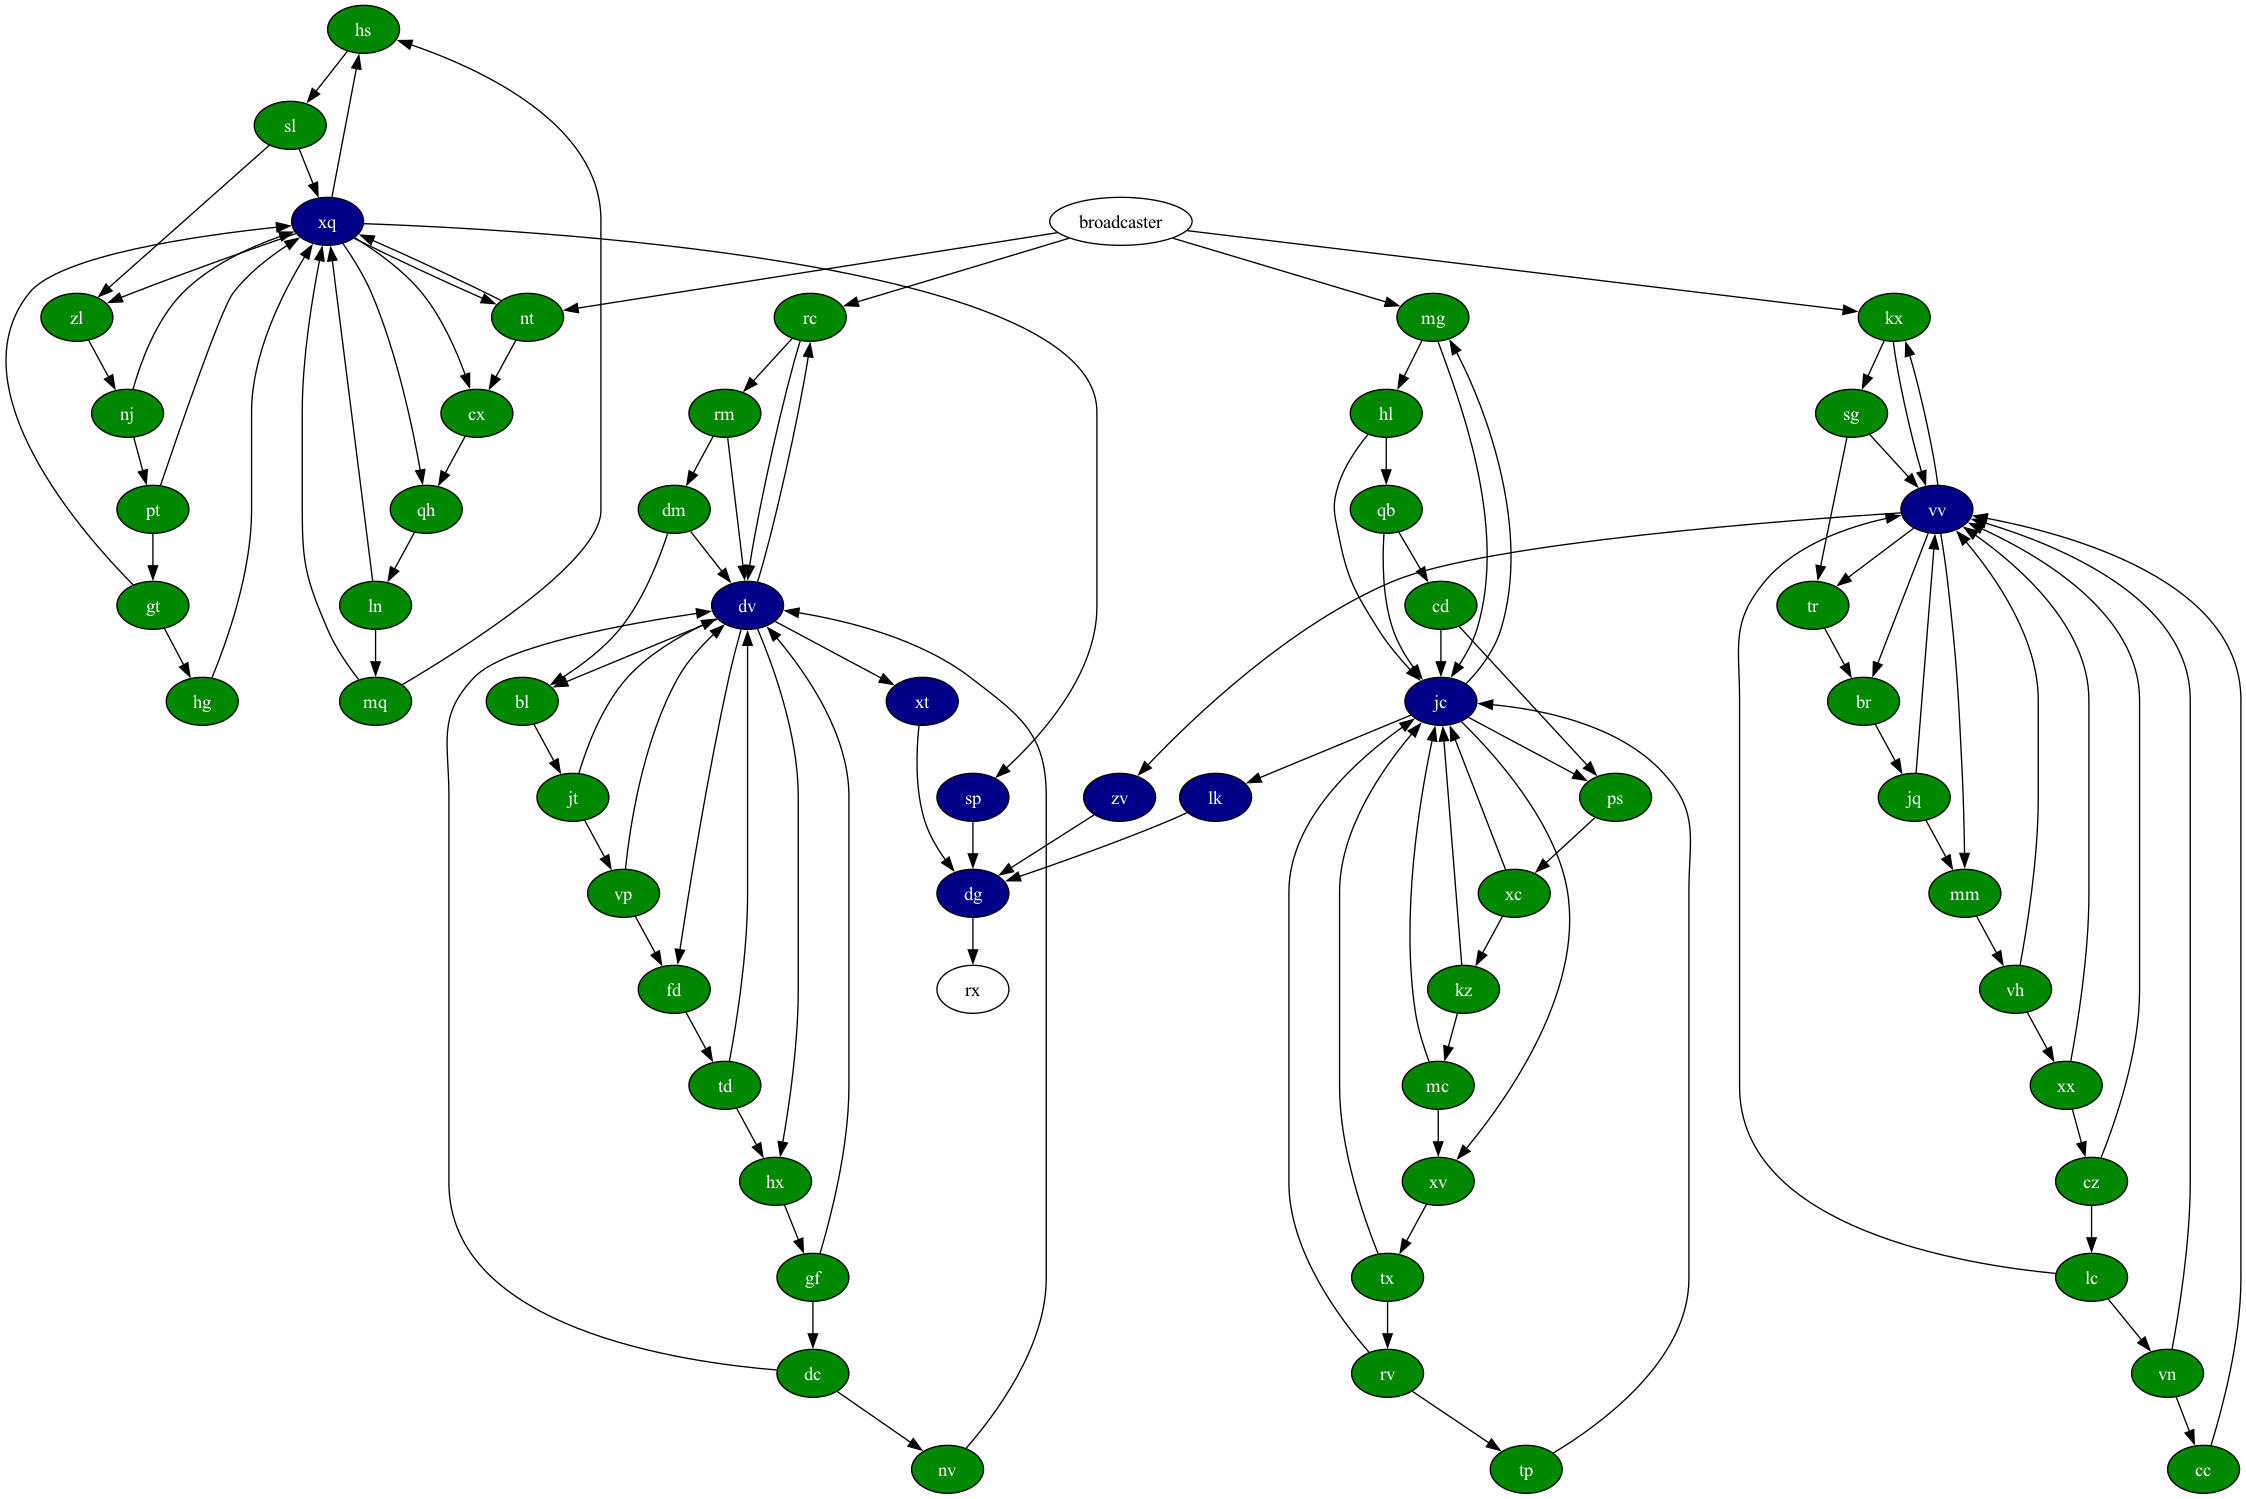 hs
sl
xq
broadcaster
zl
nt
rc
mg
kx
nj
cx
rm
hl
sg
pt
qh
dm
qb
vv
gt
ln
dv
cd
tr
hg
mq
bl
xt
jc
br
jt
sp
zv
lk
ps
jq
vp
dg
xc
mm
fd
rx
kz
vh
td
mc
xx
hx
xv
cz
gf
tx
lc
dc
rv
vn
nv
tp
cc